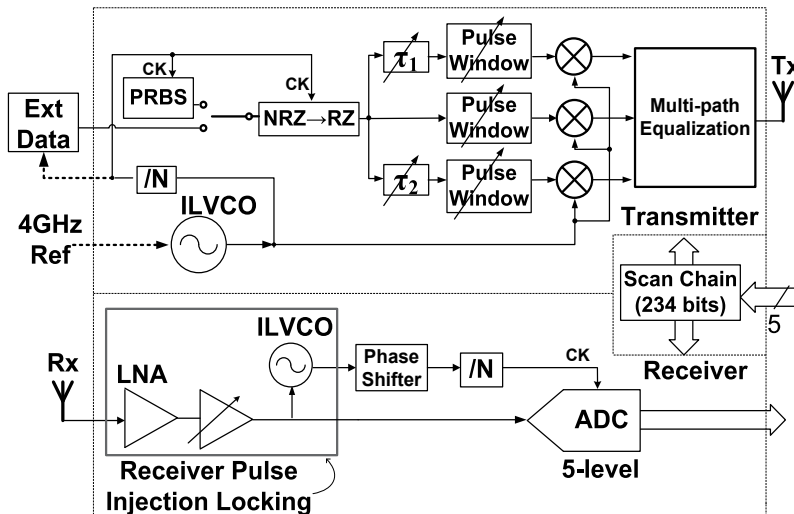 CK
PRBS
CK
Ext
Data
NRZ→RZ
τ1
Pulse
Window
Pulse
Window
τ2
Pulse
Window
Multi-path
Equalization
Tx
/N
ILVCO
4GHz
Ref
Transmitter
Scan Chain
(234 bits)
5
Receiver
ILVCO
Rx
LNA
Phase
Shifter
/N
CK
ADC
5-level
Receiver Pulse
Injection Locking